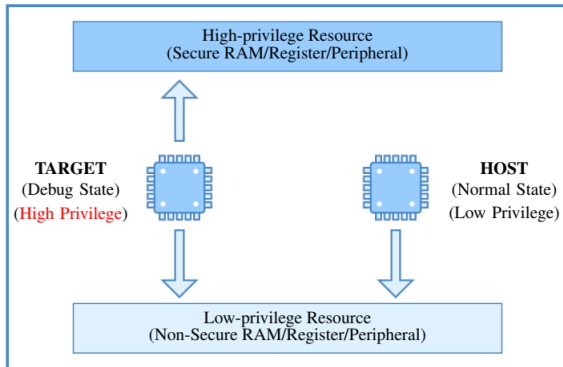 High-privilege Resource
(Secure RAM/Register/Peripheral)
TARGET
(Debug State)
(High Privilege)
HOST
(Normal State)
(Low Privilege)
Low-privilege Resource
(Non-Secure RAM/Register/Peripheral)